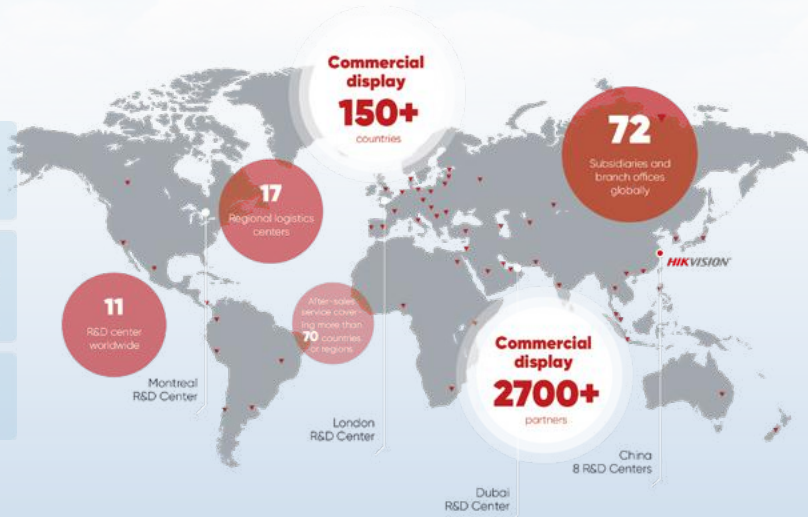 Commercial
display
150+
countries
72
Subsidiaries and
branch offices
globally
17
Regional logistics
centers
HIKVISION
11
R&D center
worldwide
After-sales
service cover-
ing more than
70 countries
or regions
Commercial
display
2700+
partners
Montreal
R&D Center
London
R&D Center
China
8 R&D Centers
Dubai
R&D Center